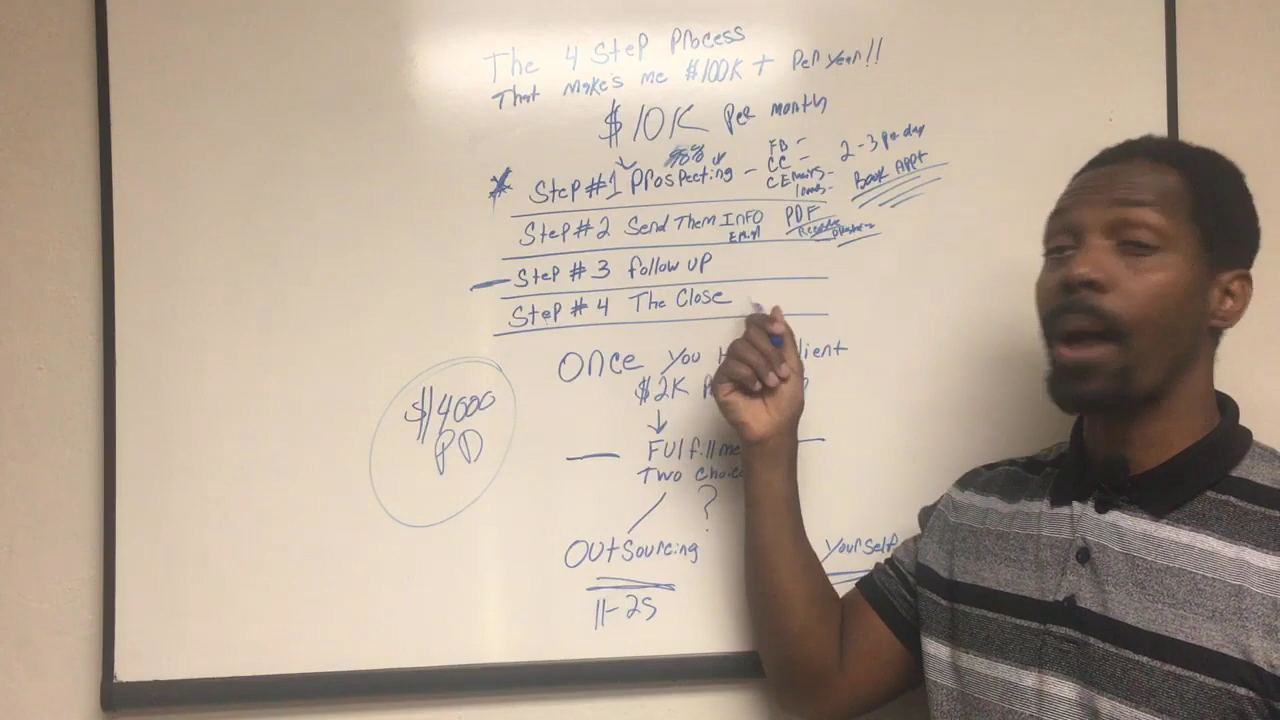 The 4 Step Process
That Make's me $100K + Per year!!
$10K Per month
Step #1 Prospecting - FB -
CC -
CEmails -
2-3 per day
Book Appt
Step #2 Send Them INFO PDF
Email
Step #3 Follow UP
Step #4 The Close
Once You
$2K
Fulfillme
Two choic
?
Outsourcing Yourself
11-25
$4000
PD